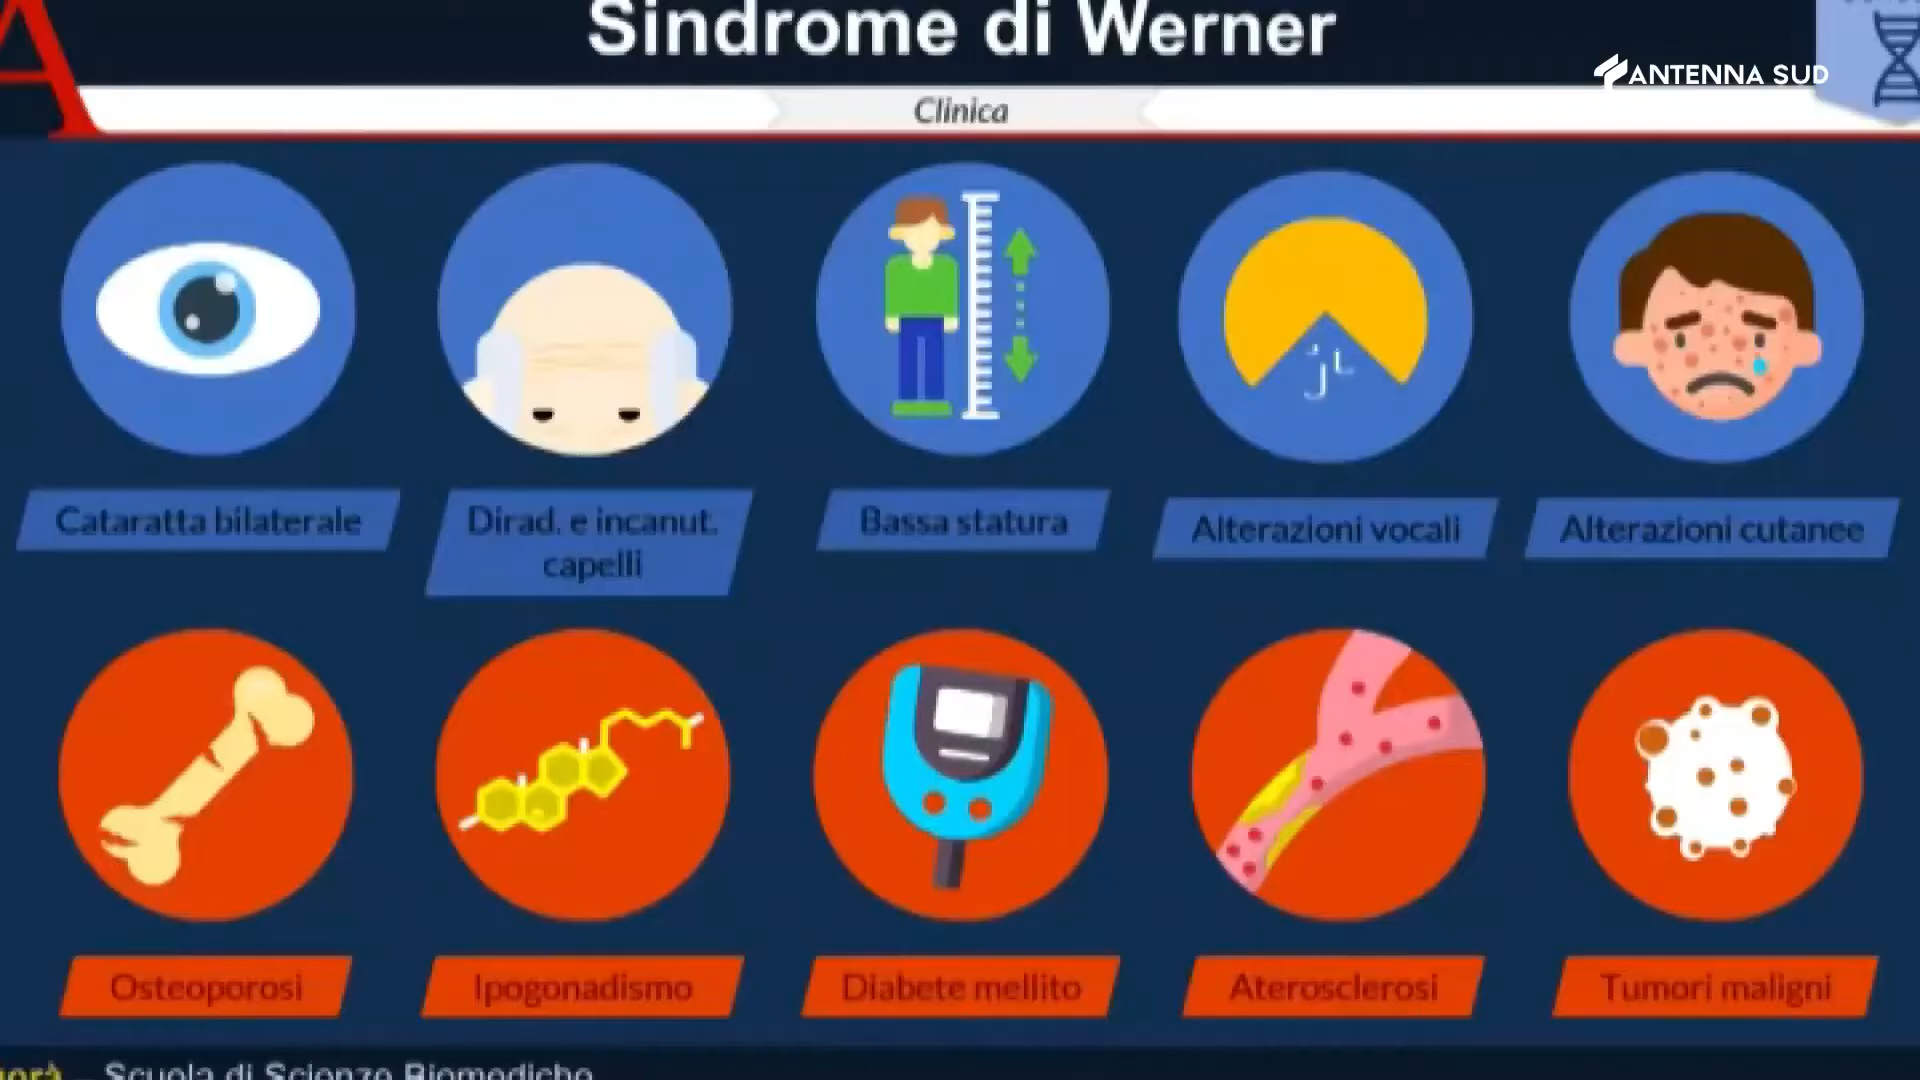 Sindrome di Werner
ANTENNA SUD
Clinica
Cataratta bilaterale
Dirad. e incanut.
capelli
Bassa statura
Alterazioni vocali
Alterazioni cutanee
Osteoporosi
Ipogonadismo
Diabete mellito
Aterosclerosi
Tumori maligni
Scuola di Scienze Biomediche